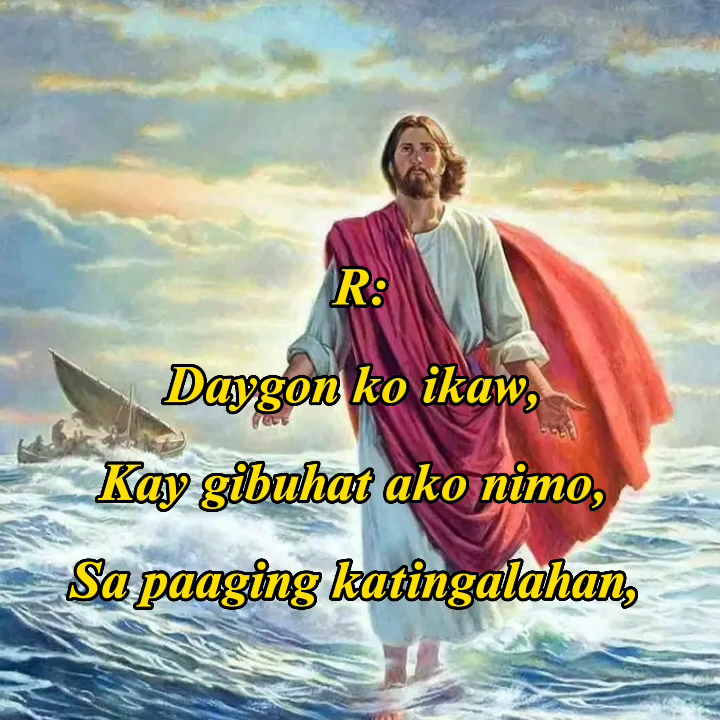 R:
Daygon ko ikaw,
Kay gibuhat ako nimo,
Sa paaging katingalahan,